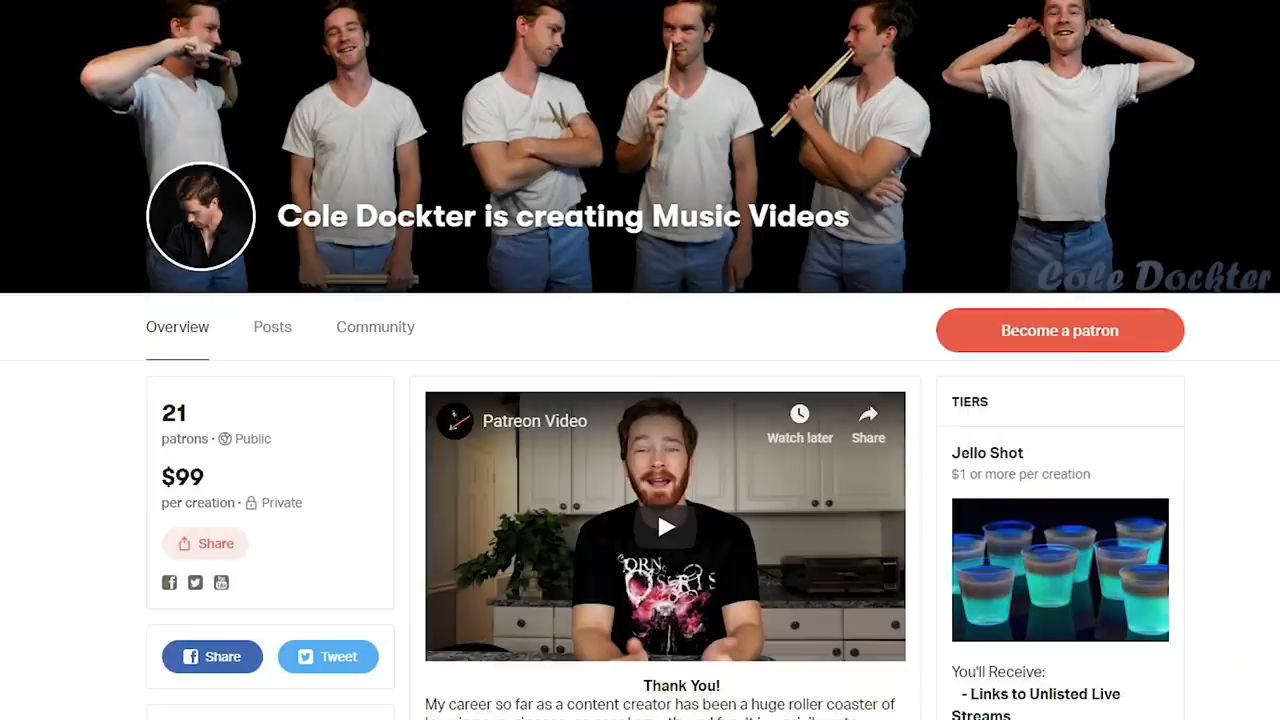 Cole Dockter is creating Music Videos
Cole Dockter
Overview
Posts
Community
Become a patron
21
patrons · Public
$99
per creation · Private
Share
Share
Tweet
Patreon Video
Watch later
Share
Thank You!
My career so far as a content creator has been a huge roller coaster of
TIERS
Jello Shot
$1 or more per creation
You'll Receive:
- Links to Unlisted Live
Streams